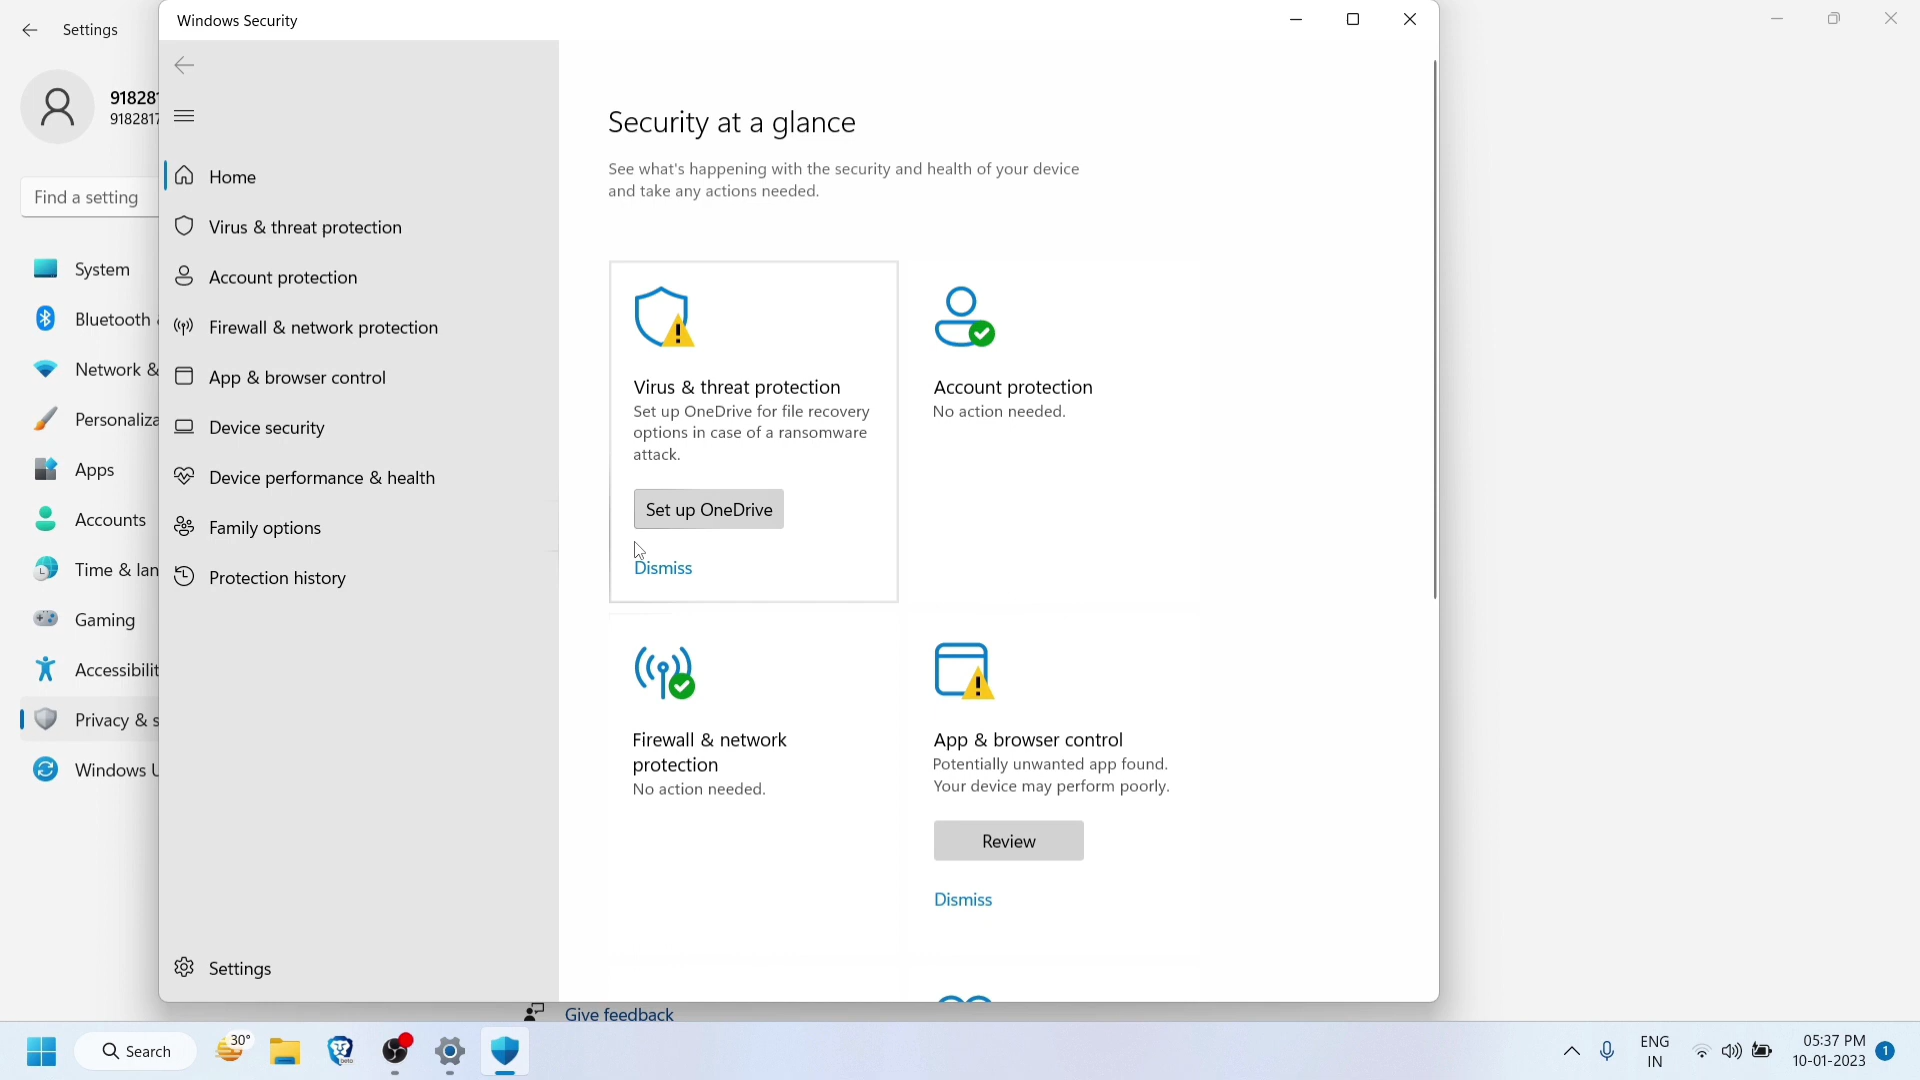 Settings
Windows Security
91828
9182817
Find a setting
System
Bluetooth
Network &
Personaliza
Apps
Accounts
Time & lan
Gaming
Accessibilit
Privacy & s
Windows U
Home
Virus & threat protection
Account protection
Firewall & network protection
App & browser control
Device security
Device performance & health
Family options
Protection history
Settings
Security at a glance
See what's happening with the security and health of your device
and take any actions needed.
Virus & threat protection
Set up OneDrive for file recovery
options in case of a ransomware
attack.
Set up OneDrive
Dismiss
Account protection
No action needed.
Firewall & network
protection
No action needed.
App & browser control
Potentially unwanted app found.
Your device may perform poorly.
Review
Dismiss
Give feedback
Search
30°
beta
ENG
IN
05:37 PM
10-01-2023
1